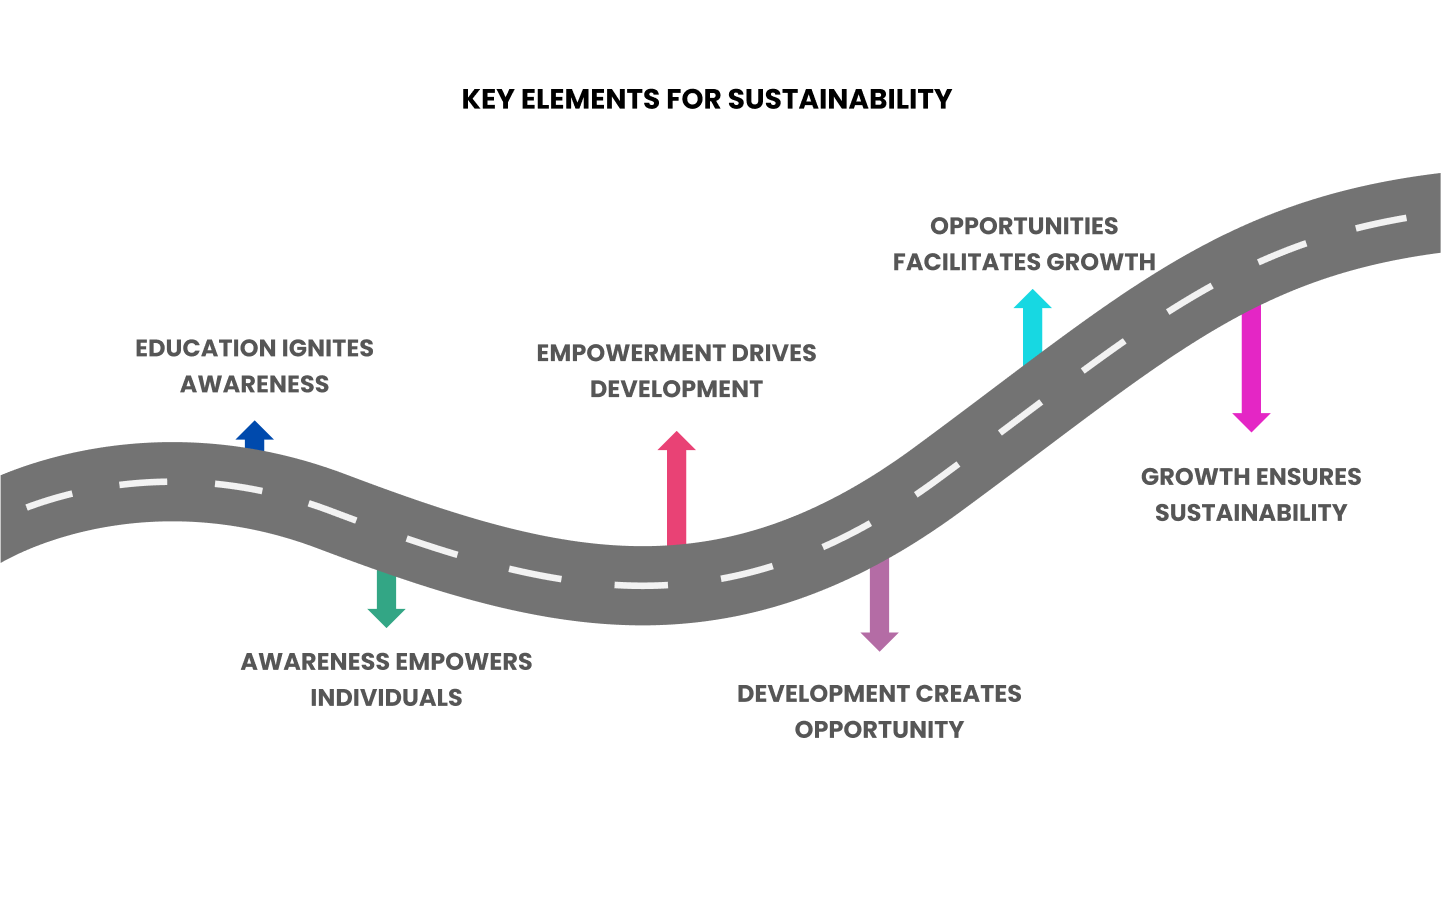 KEY ELEMENTS FOR SUSTAINABILITY
OPPORTUNITIES
FACILITATES GROWTH
EDUCATION IGNITES
AWARENESS
EMPOWERMENT DRIVES
DEVELOPMENT
GROWTH ENSURES
SUSTAINABILITY
AWARENESS EMPOWERS
INDIVIDUALS
DEVELOPMENT CREATES
OPPORTUNITY